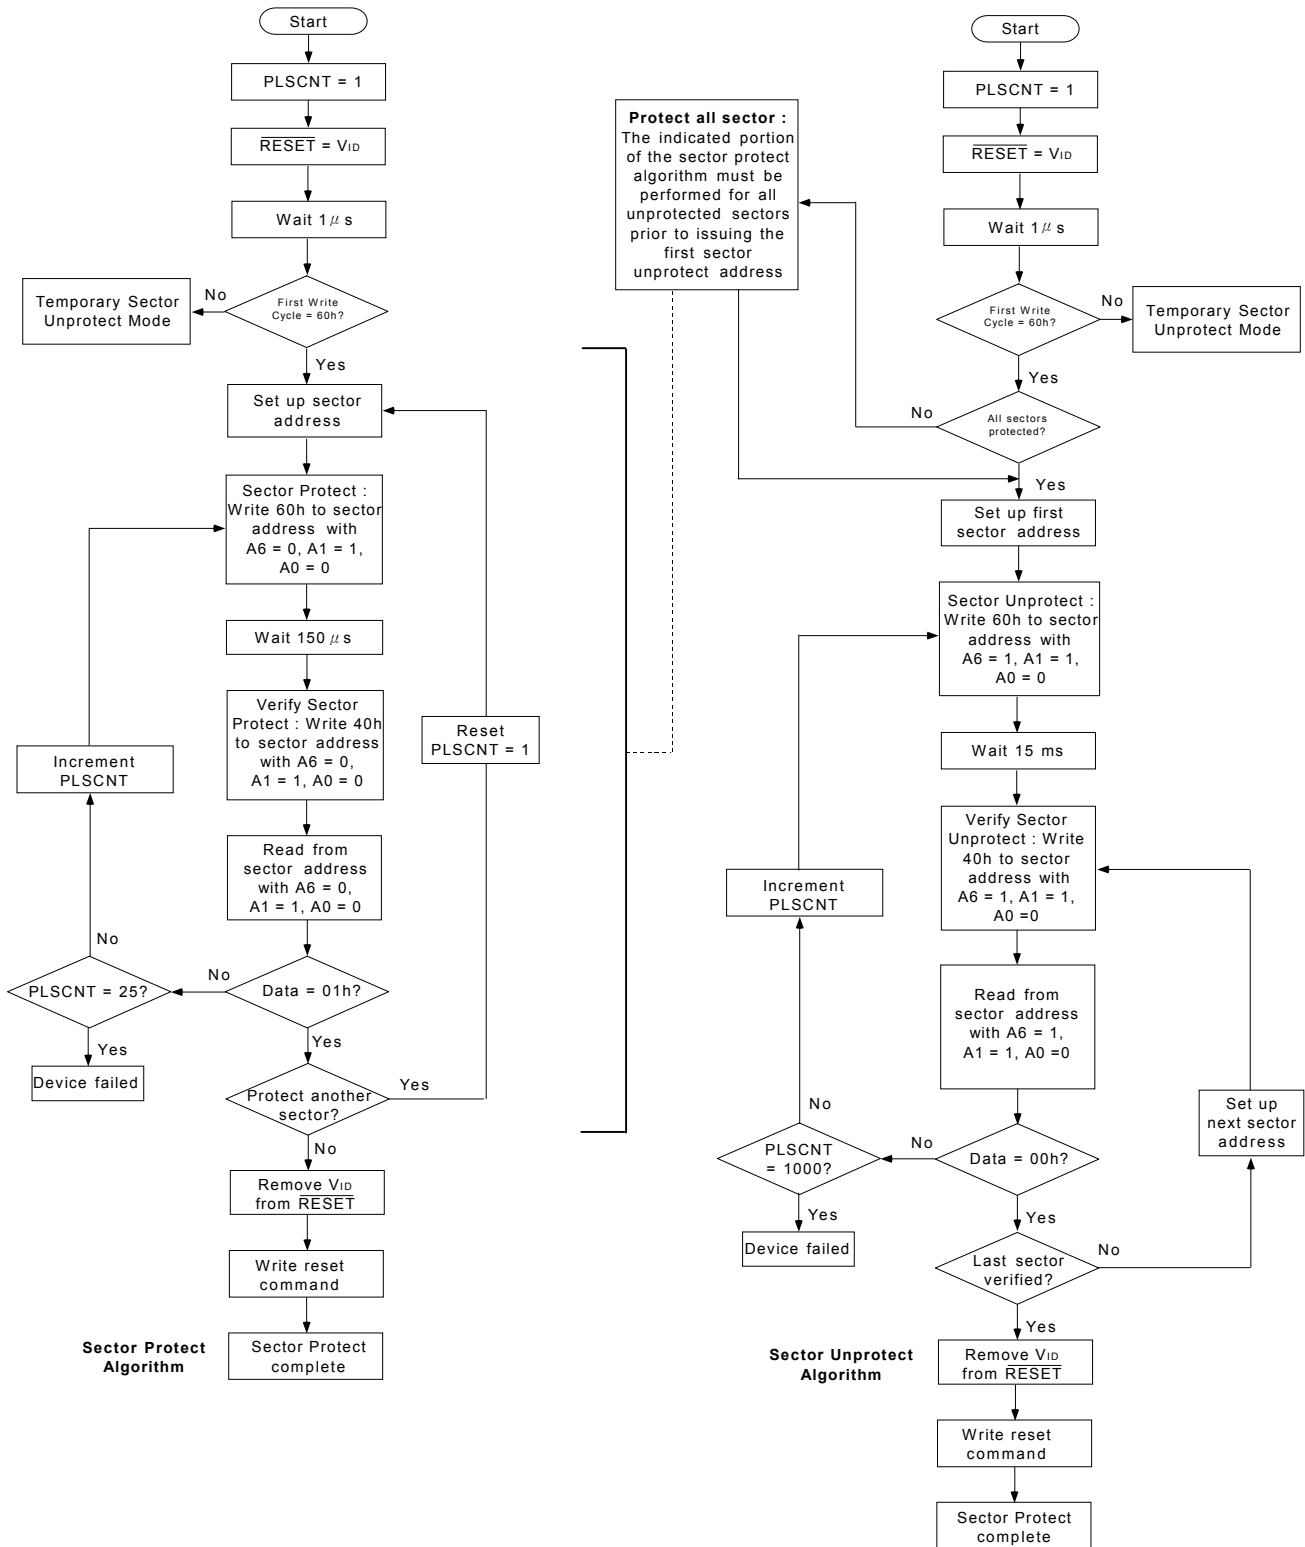 Start
PLSCNT = 1
RESET = VID
Wait 1 μ s
First Write
Cycle = 60h?
No
Temporary Sector
Unprotect Mode
Yes
Set up sector
address
Sector Protect :
Write 60h to sector
address with
A6 = 0, A1 = 1,
A0 = 0
Wait 150 μ s
Verify Sector
Protect : Write 40h
to sector address
with A6 = 0,
A1 = 1, A0 = 0
Reset
PLSCNT = 1
Increment
PLSCNT
Read from
sector address
with A6 = 0,
A1 = 1, A0 = 0
No
PLSCNT = 25?
No
Data = 01h?
Yes
Device failed
Yes
Protect another
sector?
Yes
No
Remove VID
from RESET
Write reset
command
Sector Protect
complete
Sector Protect
Algorithm
Protect all sector :
The indicated portion
of the sector protect
algorithm must be
performed for all
unprotected sectors
prior to issuing the
first sector
unprotect address
Start
PLSCNT = 1
RESET = VID
Wait 1 μ s
First Write
Cycle = 60h?
No
Temporary Sector
Unprotect Mode
Yes
All sectors
protected?
No
Yes
Set up first
sector address
Sector Unprotect :
Write 60h to sector
address with
A6 = 1, A1 = 1,
A0 = 0
Wait 15 ms
Verify Sector
Unprotect : Write
40h to sector
address with
A6 = 1, A1 = 1,
A0 =0
Increment
PLSCNT
Read from
sector address
with A6 = 1,
A1 = 1, A0 =0
Set up
next sector
address
No
PLSCNT
= 1000?
No
Data = 00h?
Yes
Device failed
Yes
Last sector
verified?
No
Yes
Remove VID
from RESET
Sector Unprotect
Algorithm
Write reset
command
Sector Protect
complete